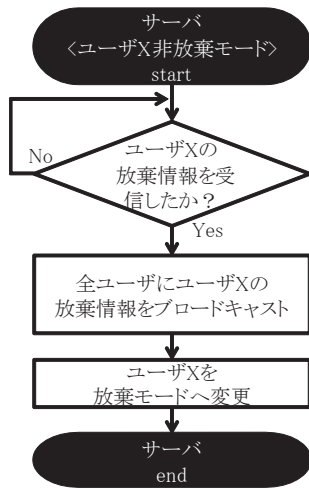 サーバ
<ユーザX非放棄モード>
start
No
ユーザXの
放棄情報を受
信したか？
Yes
全ユーザにユーザXの
放棄情報をブロードキャスト
ユーザXを
放棄モードへ変更
サーバ
end